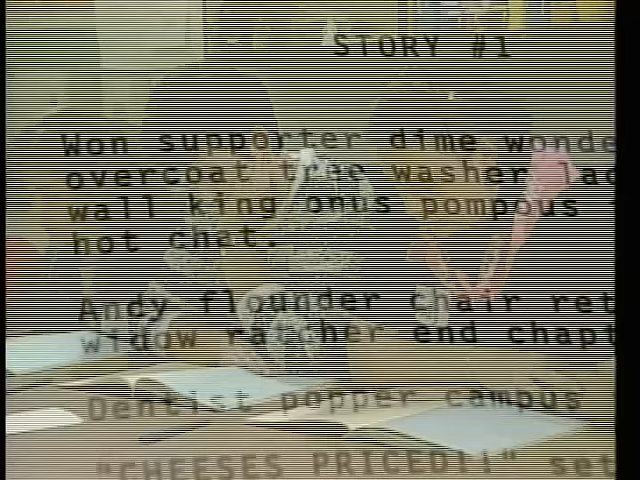 STORY #1
Won supporter dime wonde
overcoat tree washer lad
wall king onus pompous
hot chat.
Andy flounder chair ret
widow rancher end chapt
Dentist popper campus
"CHEESES PRICED!!" set